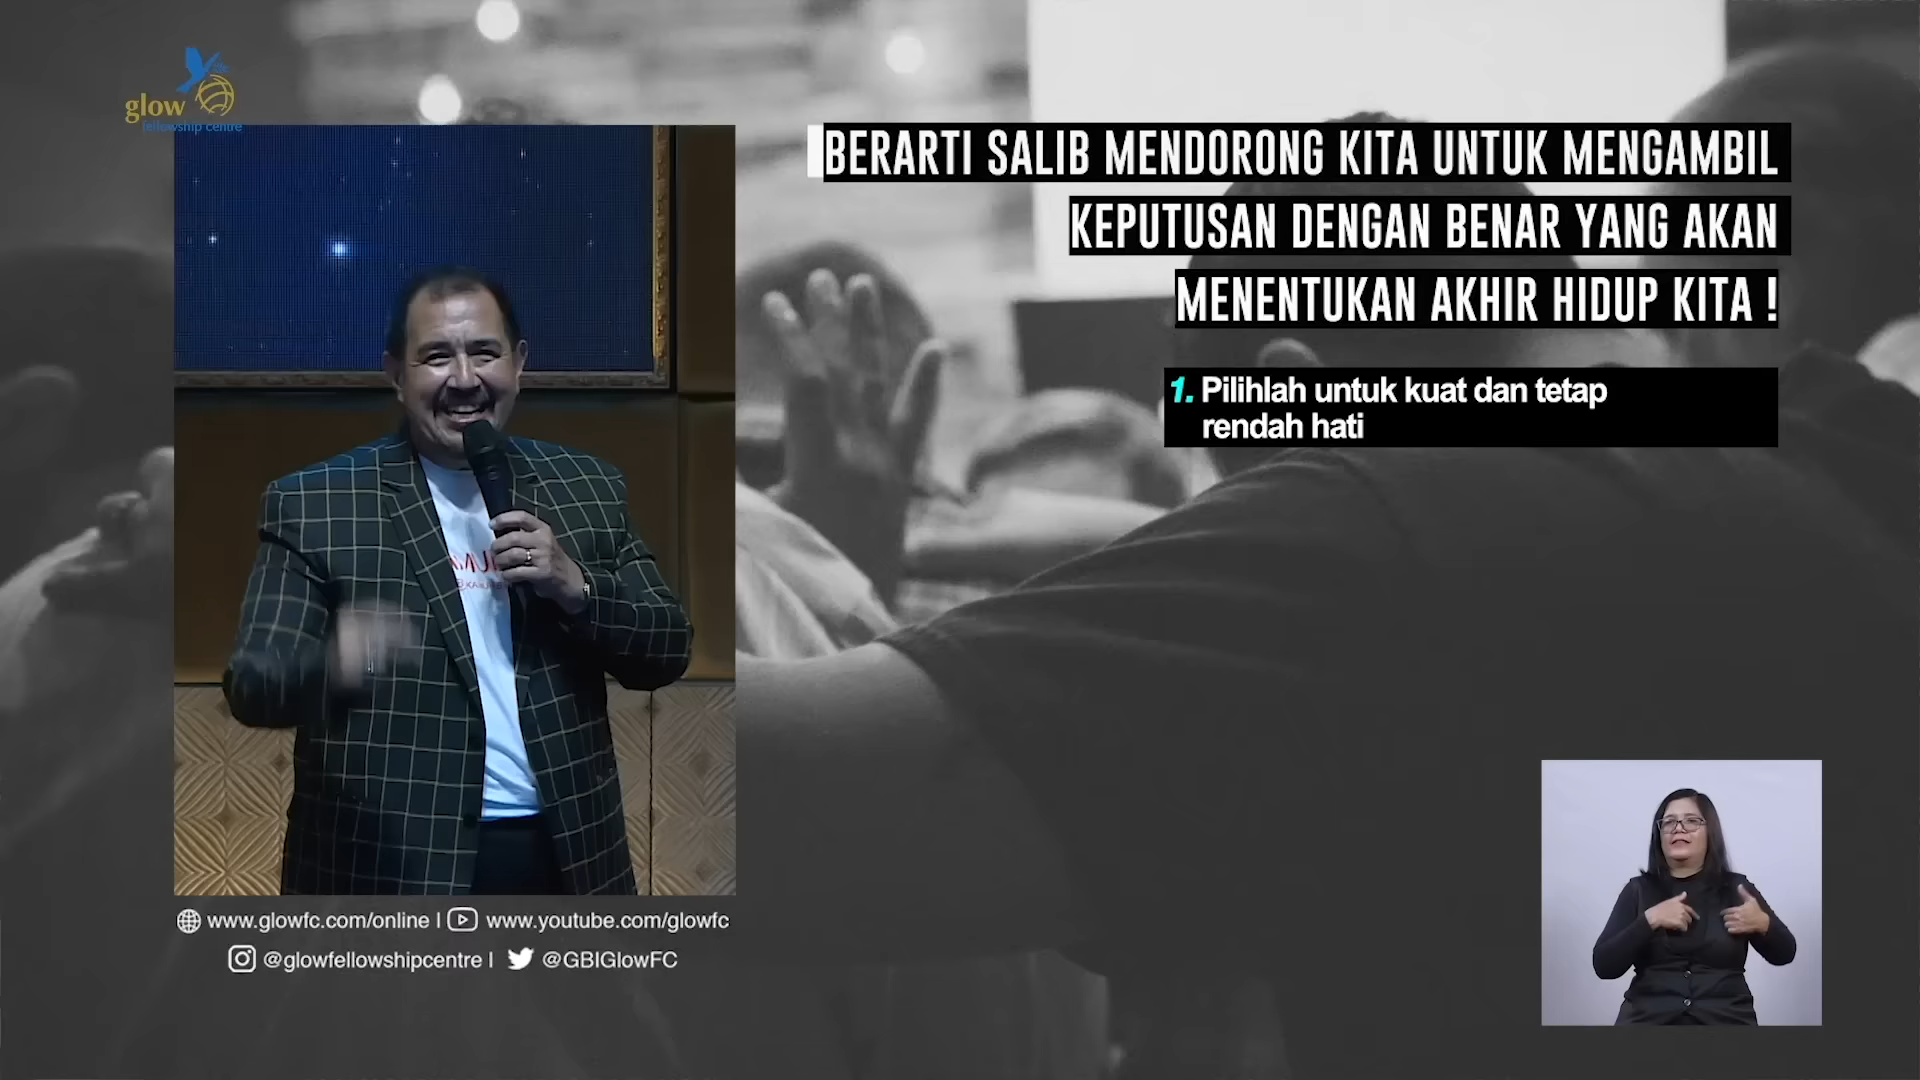 glow
fellowship centre
BERARTI SALIB MENDORONG KITA UNTUK MENGAMBIL
KEPUTUSAN DENGAN BENAR YANG AKAN
MENENTUKAN AKHIR HIDUP KITA !
1. Pilihlah untuk kuat dan tetap
rendah hati
www.glowfc.com/online | www.youtube.com/glowfc
@glowfellowshipcentre | @GBIGlowFC